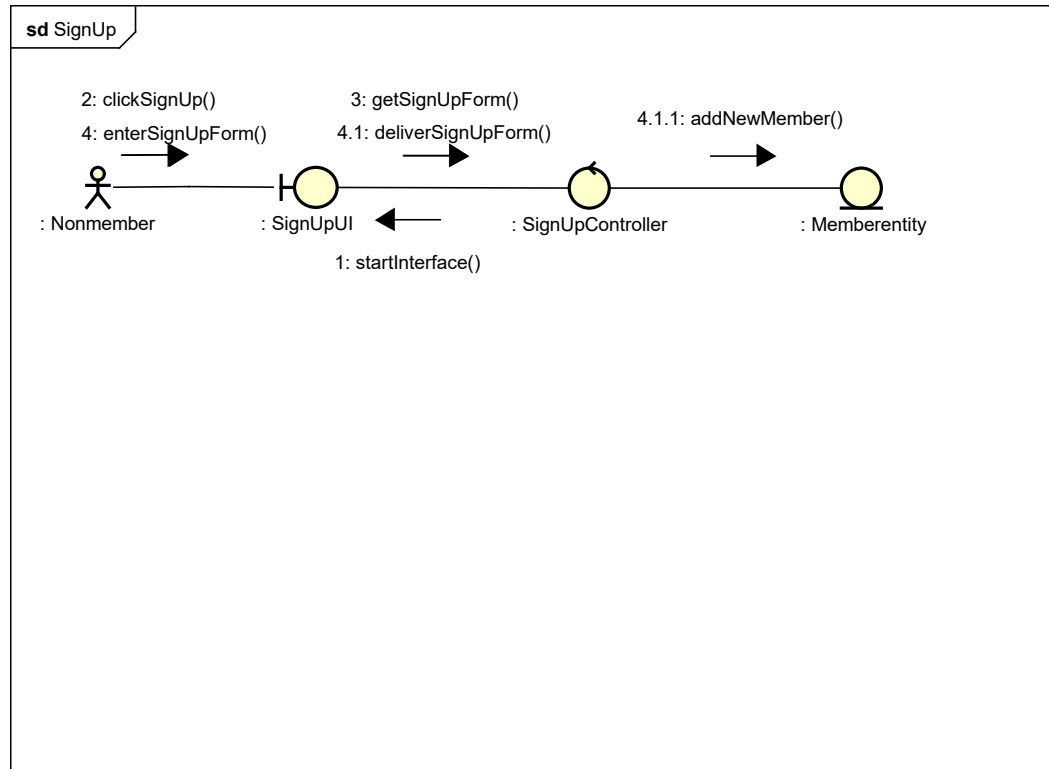 sd SignUp
2: clickSignUp()
3: getSignUpForm()
4: enterSignUpForm()
4.1: deliverSignUpForm()
4.1.1: addNewMember()
: Nonmember
: SignUpUI
: SignUpController
: Memberentity
1: startInterface()